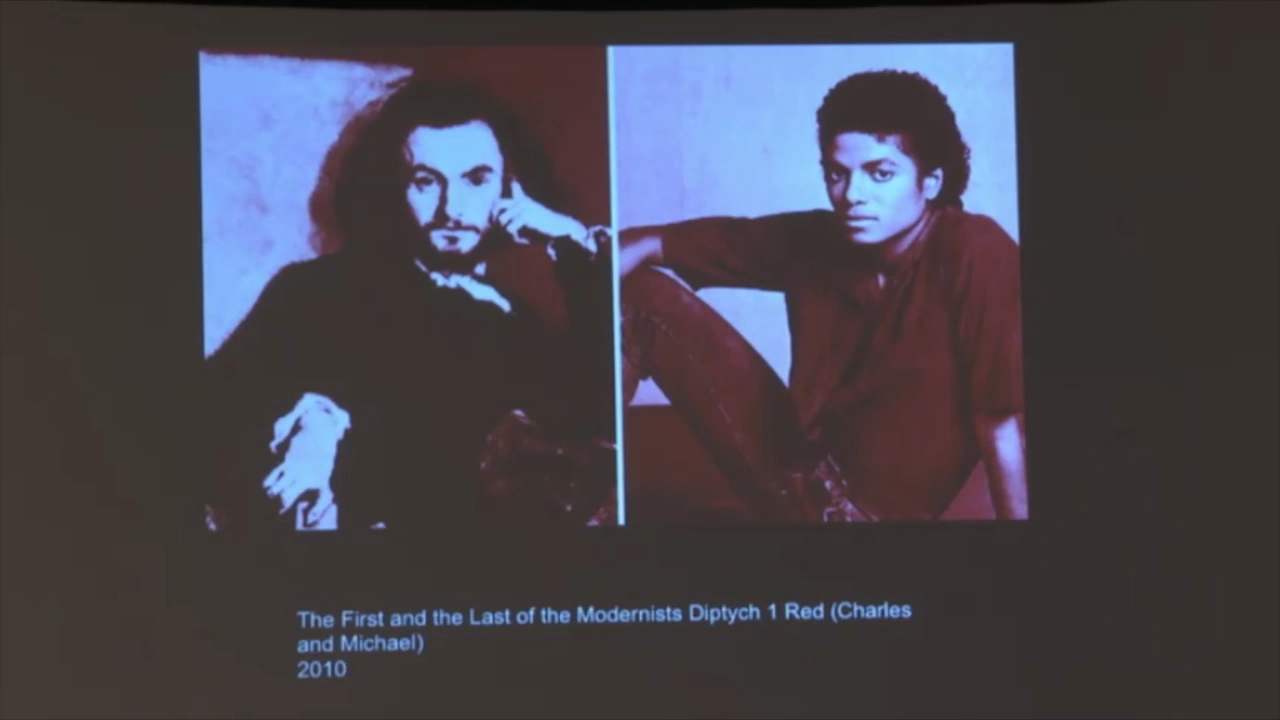 The First and the Last of the Modernists Diptych 1 Red (Charles
and Michael)
2010